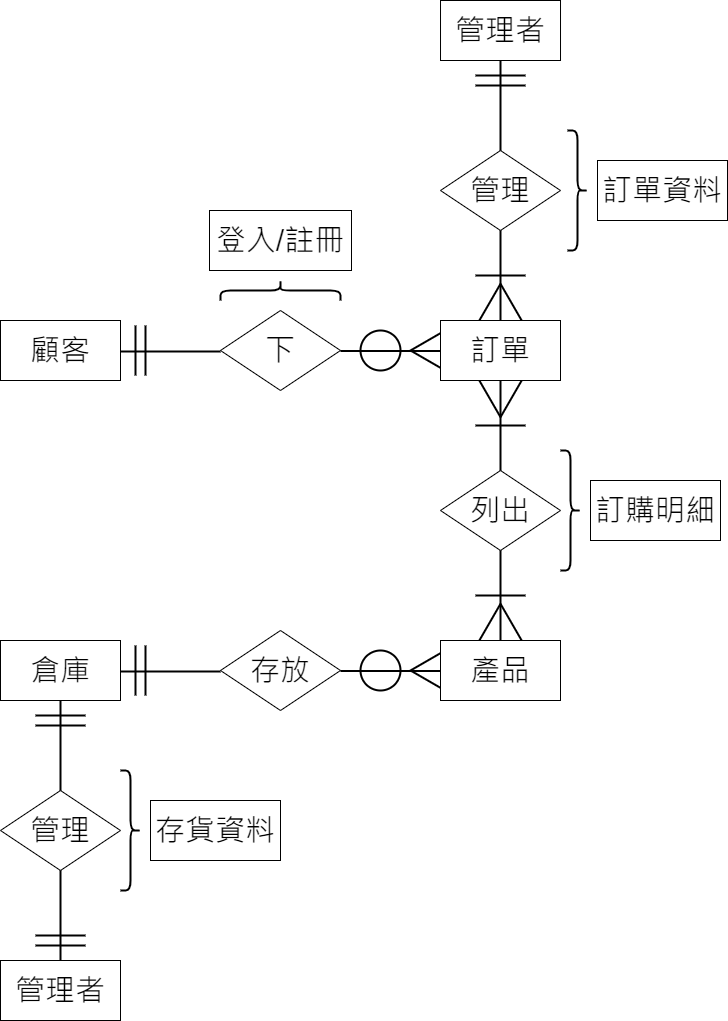 管理者
管理
訂單資料
登入/註冊
顧客
下
訂單
列出
訂購明細
倉庫
存放
產品
管理
存貨資料
管理者